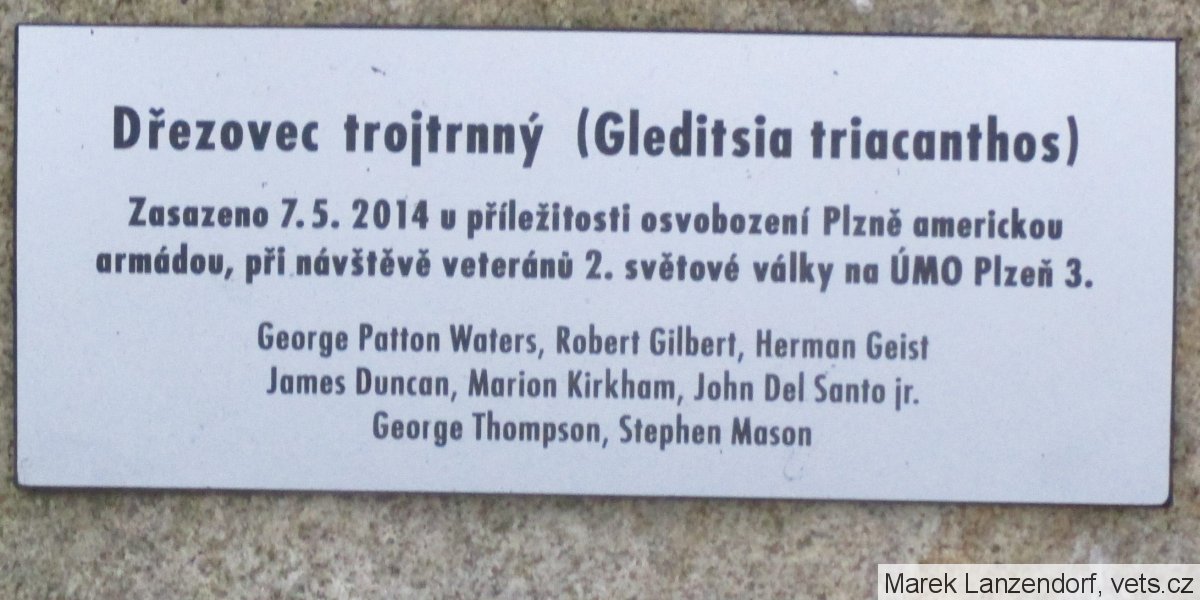 Dřezovec trojtrnný (Gleditsia triacanthos)
Zasazeno 7. 5. 2014 u příležitosti osvobození Plzně americkou
armádou, při návštěvě veteránů 2. světové války na ÚMO Plzeň 3.
George Patton Waters, Robert Gilbert, Herman Geist
James Duncan, Marion Kirkham, John Del Santo jr.
George Thompson, Stephen Mason
Marek Lanzendorf, vets.cz